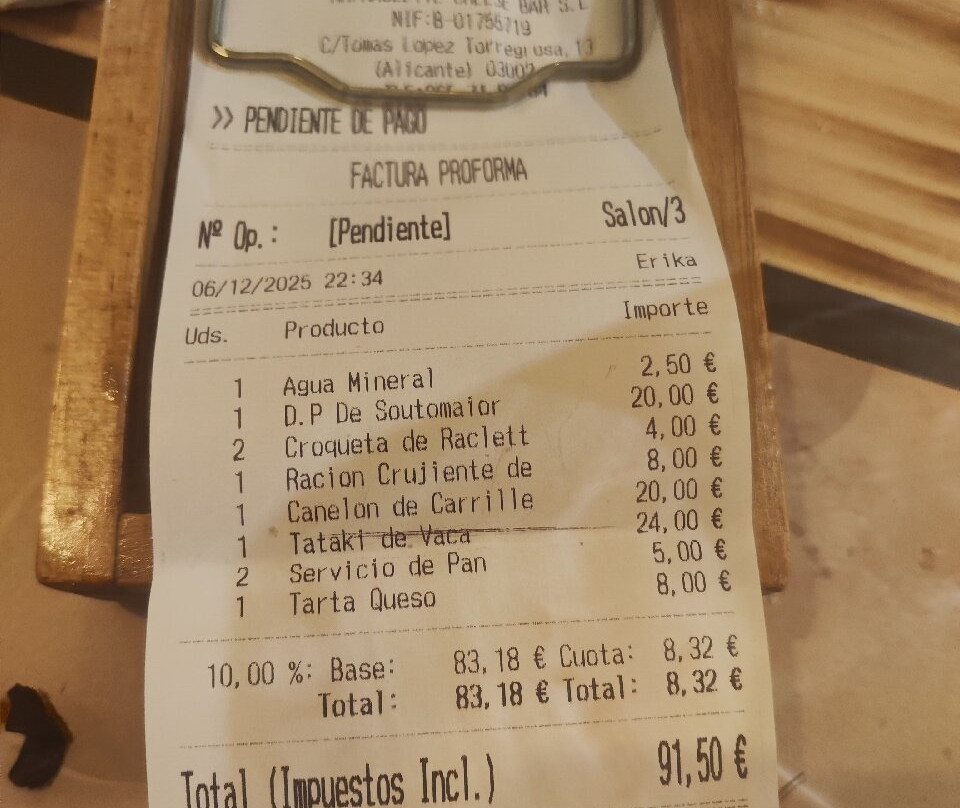 BAR S.L
NIF:B-01756719
C/Tomas Lopez Torregrosa, 13
(Alicante) 03002
>> PENDIENTE DE PAGO
FACTURA PROFORMA
Nº Op.: [Pendiente] Salon/3
06/12/2025 22:34 Erika
Uds. Producto Importe
1 Agua Mineral 2,50 €
1 D.P De Soutomaior 20,00 €
2 Croqueta de Raclett 4,00 €
1 Racion Crujiente de 8,00 €
1 Canelon de Carrille 20,00 €
1 Tataki de Vaca 24,00 €
2 Servicio de Pan 5,00 €
1 Tarta Queso 8,00 €
10,00 %: Base: 83,18 € Cuota: 8,32 €
Total: 83,18 € Total: 8,32 €
Total (Impuestos Incl.) 91,50 €